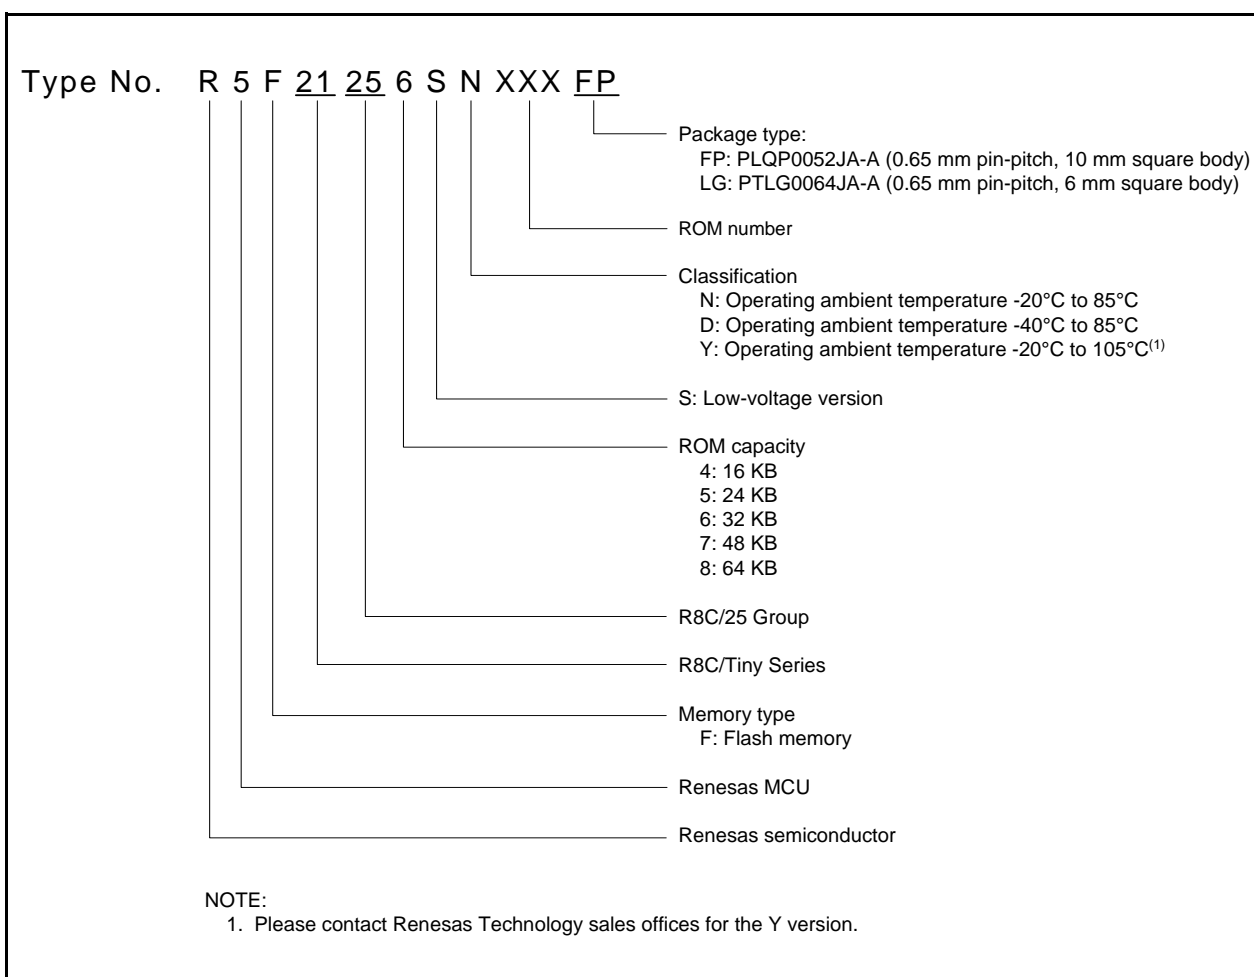 Type No. R 5 F 21 25 6 S N XXX FP
Package type:
FP: PLQP0052JA-A (0.65 mm pin-pitch, 10 mm square body)
LG: PTLG0064JA-A (0.65 mm pin-pitch, 6 mm square body)
ROM number
Classification
N: Operating ambient temperature -20°C to 85°C
D: Operating ambient temperature -40°C to 85°C
Y: Operating ambient temperature -20°C to 105°C(1)
S: Low-voltage version
ROM capacity
4: 16 KB
5: 24 KB
6: 32 KB
7: 48 KB
8: 64 KB
R8C/25 Group
R8C/Tiny Series
Memory type
F: Flash memory
Renesas MCU
Renesas semiconductor
NOTE:
1. Please contact Renesas Technology sales offices for the Y version.